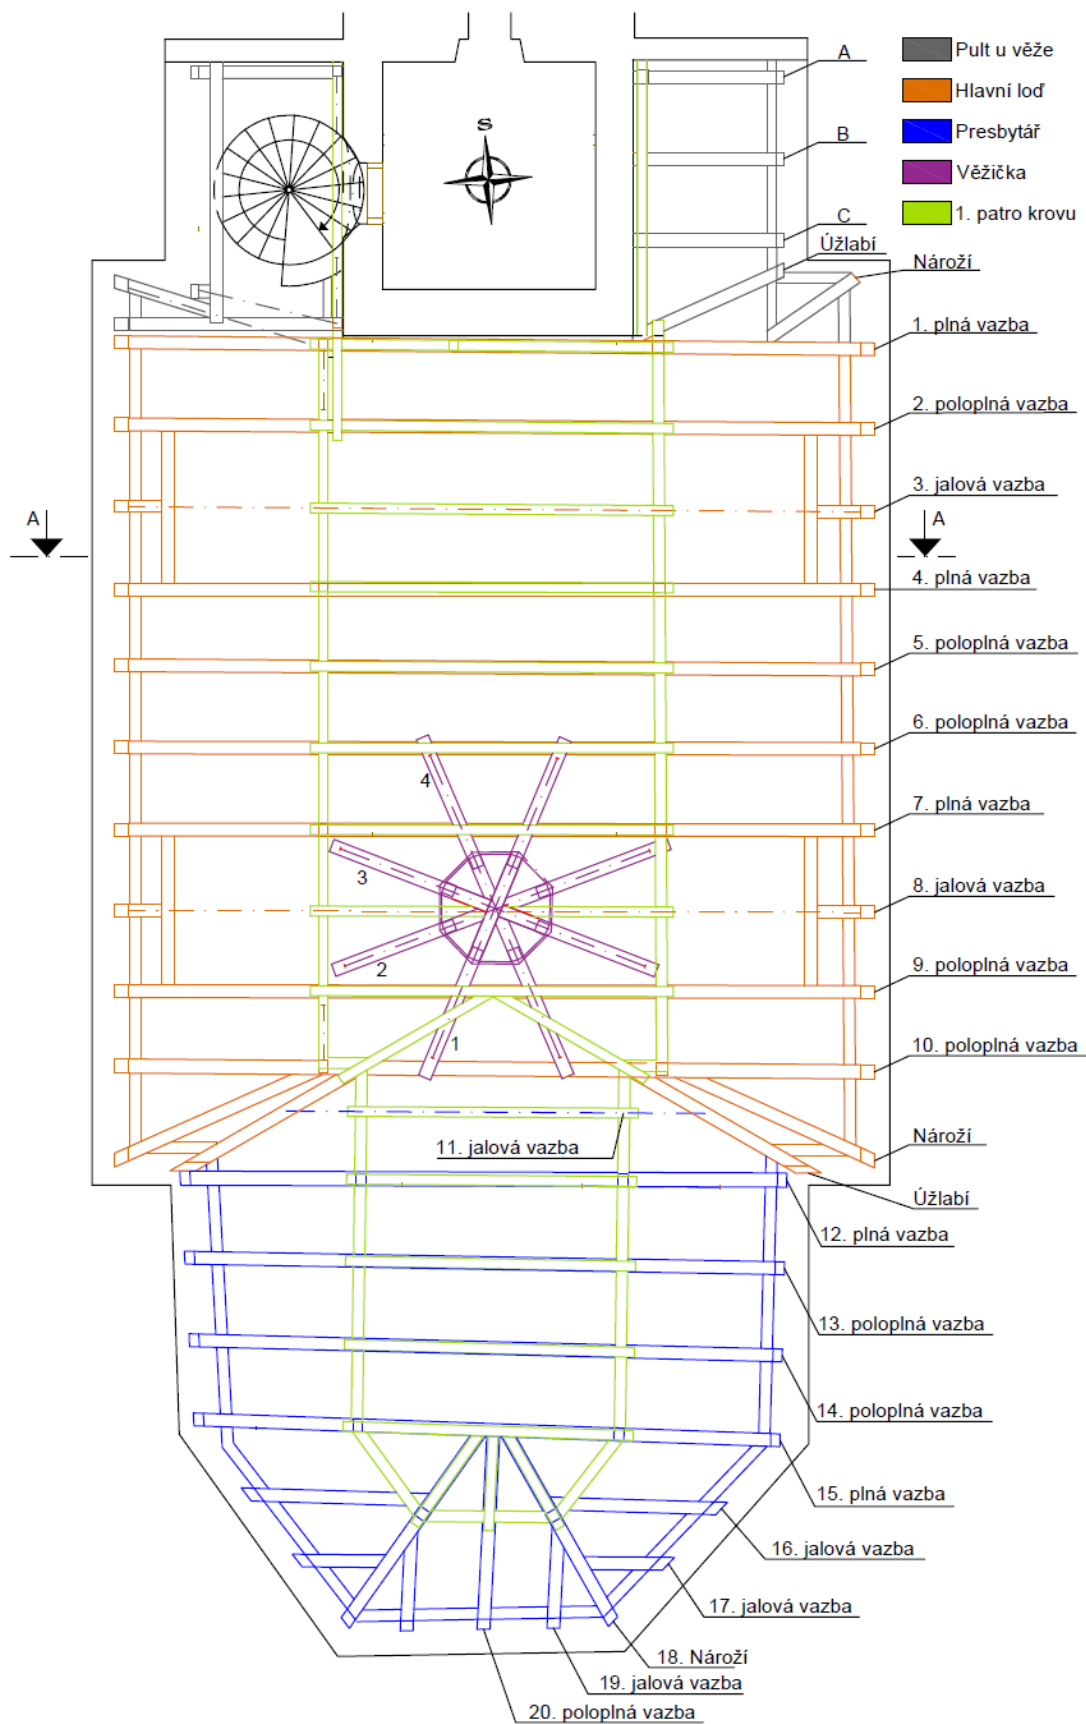 A
Pult u věže
Hlavní loď
S
B
Presbytář
Věžička
C
1. patro krovu
Úžlabí
Nároží
1. plná vazba
2. poloplná vazba
3. jalová vazba
A
A
4. plná vazba
5. poloplná vazba
6. poloplná vazba
4
7. plná vazba
3
8. jalová vazba
2
9. poloplná vazba
1
10. poloplná vazba
11. jalová vazba
Nároží
Úžlabí
12. plná vazba
13. poloplná vazba
14. poloplná vazba
15. plná vazba
16. jalová vazba
17. jalová vazba
18. Nároží
19. jalová vazba
20. poloplná vazba